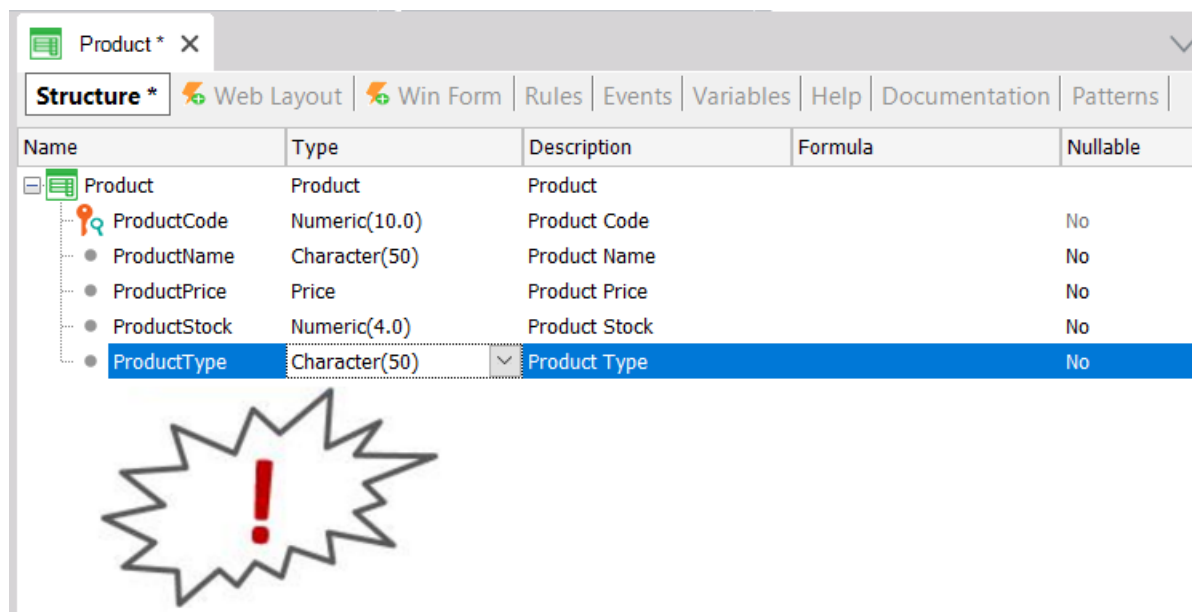 Product *
Structure * Web Layout Win Form Rules Events Variables Help Documentation Patterns
Name Type Description Formula Nullable
Product Product Product
ProductCode Numeric(10.0) Product Code No
ProductName Character(50) Product Name No
ProductPrice Price Product Price No
ProductStock Numeric(4.0) Product Stock No
ProductType Character(50) Product Type No
!